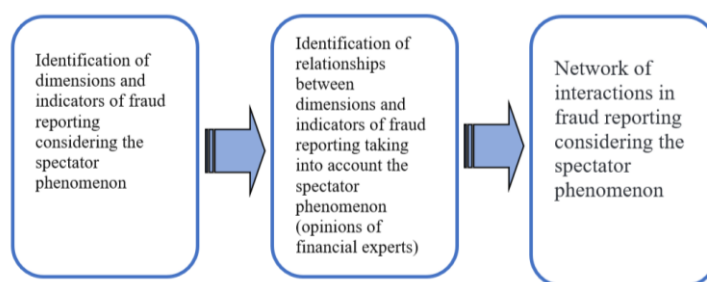 Identification of
dimensions and
indicators of fraud
reporting
considering the
spectator
phenomenon
Identification of
relationships
between
dimensions and
indicators of fraud
reporting taking
into account the
spectator
phenomenon
(opinions of
financial experts)
Network of
interactions in
fraud reporting
considering the
spectator
phenomenon